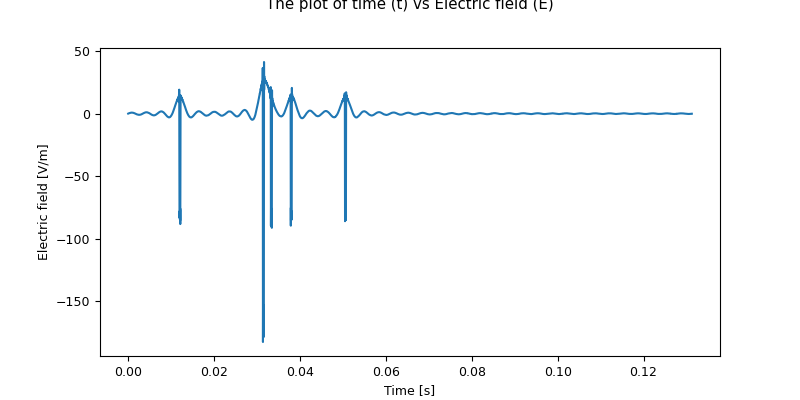 The plot of time (t) vs Electric field (E)
50
0
−50
−100
−150
Electric field [V/m]
0.00 0.02 0.04 0.06 0.08 0.10 0.12
Time [s]